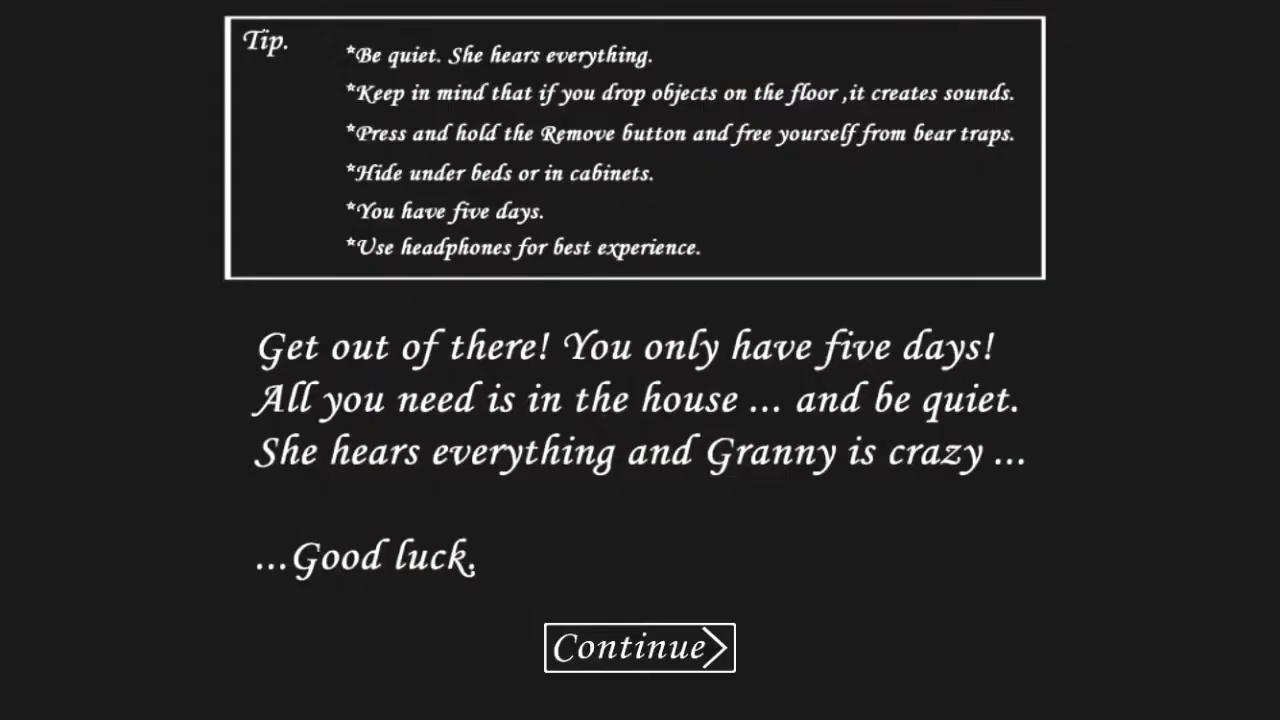 Tip.
*Be quiet. She hears everything.
*Keep in mind that if you drop objects on the floor ,it creates sounds.
*Press and hold the Remove button and free yourself from bear traps.
*Hide under beds or in cabinets.
*You have five days.
*Use headphones for best experience.
Get out of there! You only have five days!
All you need is in the house ... and be quiet.
She hears everything and Granny is crazy ...
...Good luck.
Continue>